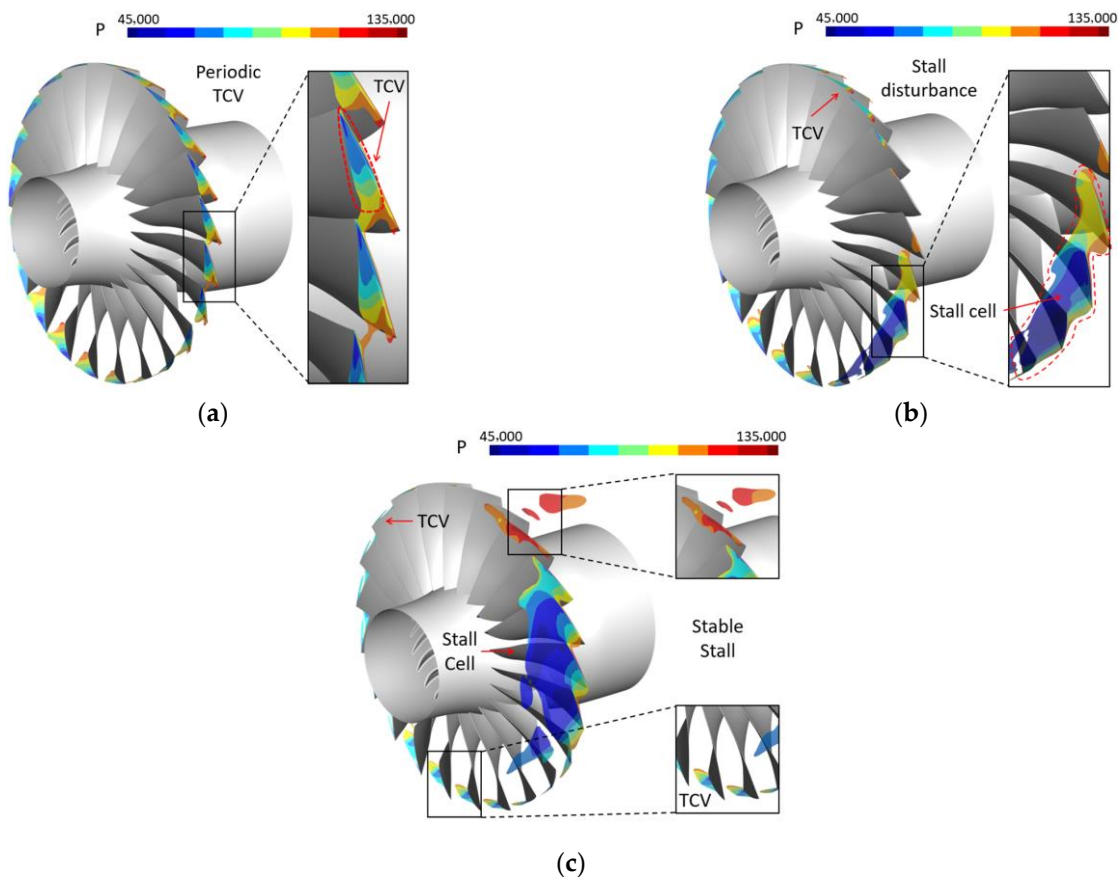 P 45.000 135.000
Periodic
TCV
TCV
(a)
P 45.000 135.000
Stall
disturbance
TCV
Stall cell
(b)
P 45.000 135.000
TCV
Stall
Cell
Stable
Stall
TCV
(c)